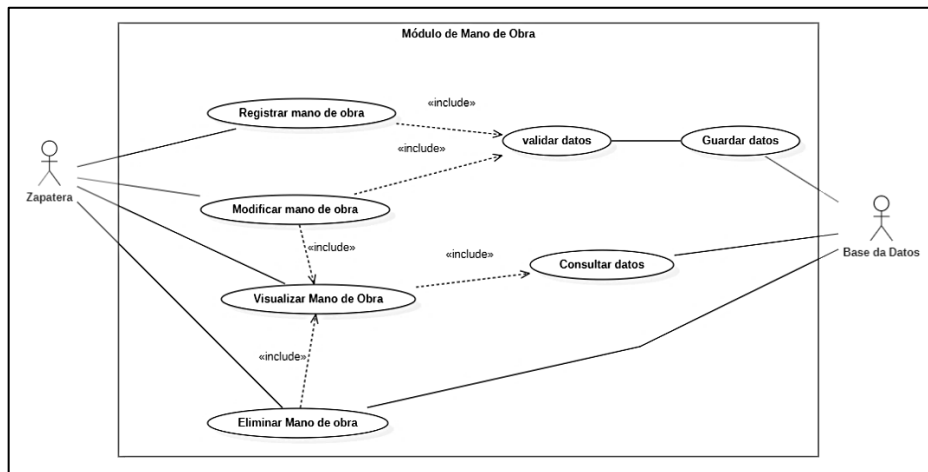 Módulo de Mano de Obra
Registrar mano de obra
«include»
validar datos
Guardar datos
«include»
Zapatera
Modificar mano de obra
«include»
«include»
Consultar datos
Base da Datos
Visualizar Mano de Obra
«include»
Eliminar Mano de obra